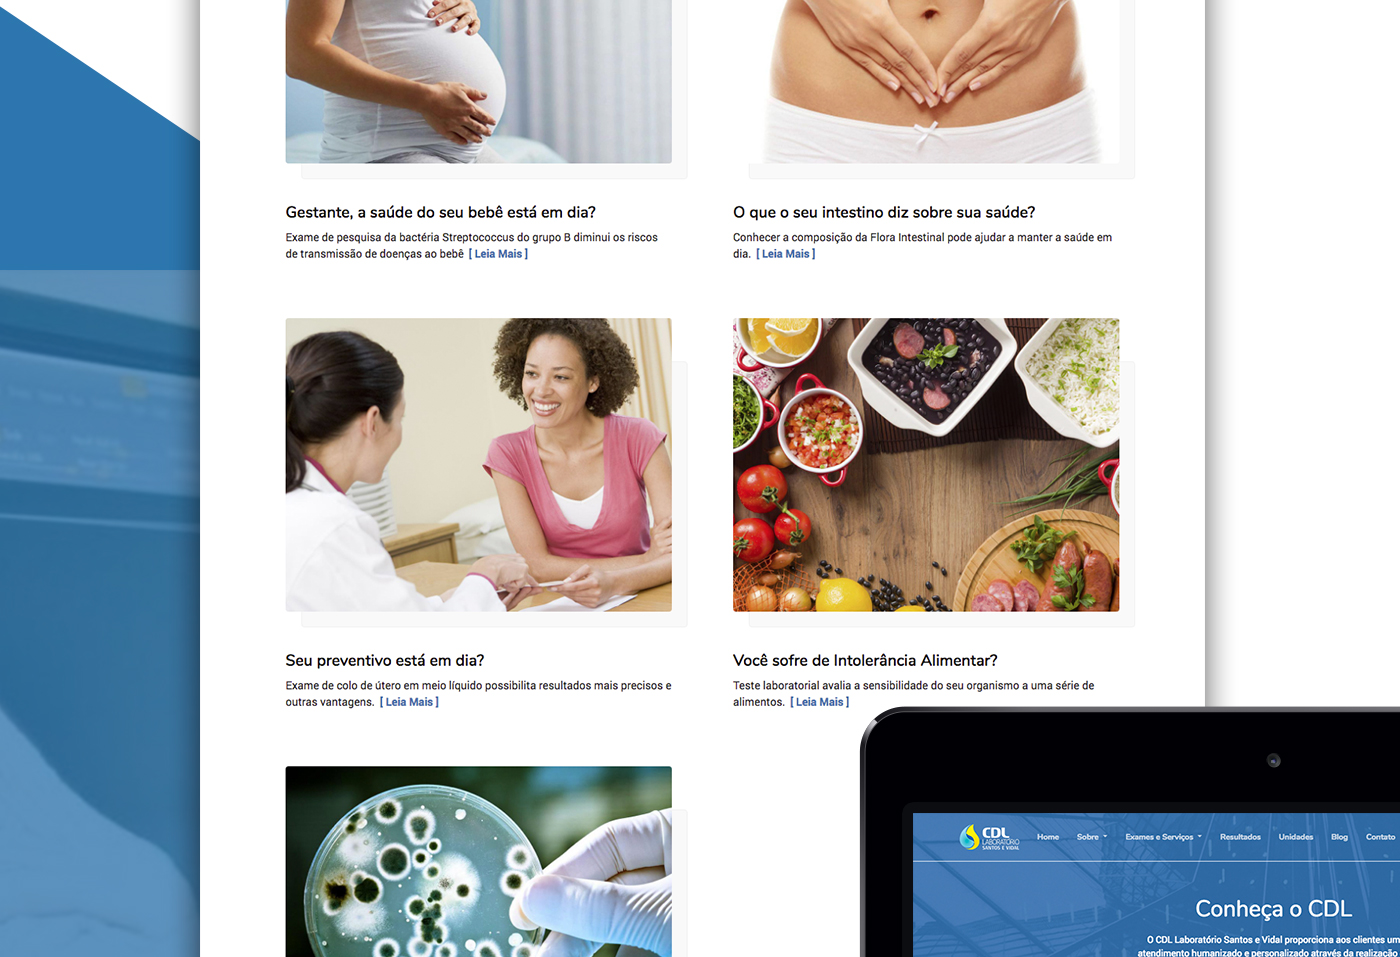 Gestante, a saúde do seu bebê está em dia?
Exame de pesquisa da bactéria Streptococcus do grupo B diminui os riscos
de transmissão de doenças ao bebê [ Leia Mais ]
O que o seu intestino diz sobre sua saúde?
Conhecer a composição da Flora Intestinal pode ajudar a manter a saúde em
dia. [ Leia Mais ]
Seu preventivo está em dia?
Exame de colo de útero em meio líquido possibilita resultados mais precisos e
outras vantagens. [ Leia Mais ]
Você sofre de Intolerância Alimentar?
Teste laboratorial avalia a sensibilidade do seu organismo a uma série de
alimentos. [ Leia Mais ]
CDL
LABORATÓRIO
SANTOS E VIDAL
Home Sobre Exames e Serviços Resultados Unidades Blog Contato
Conheça o CDL
O CDL Laboratório Santos e Vidal proporciona aos clientes um
atendimento humanizado e personalizado através da realização